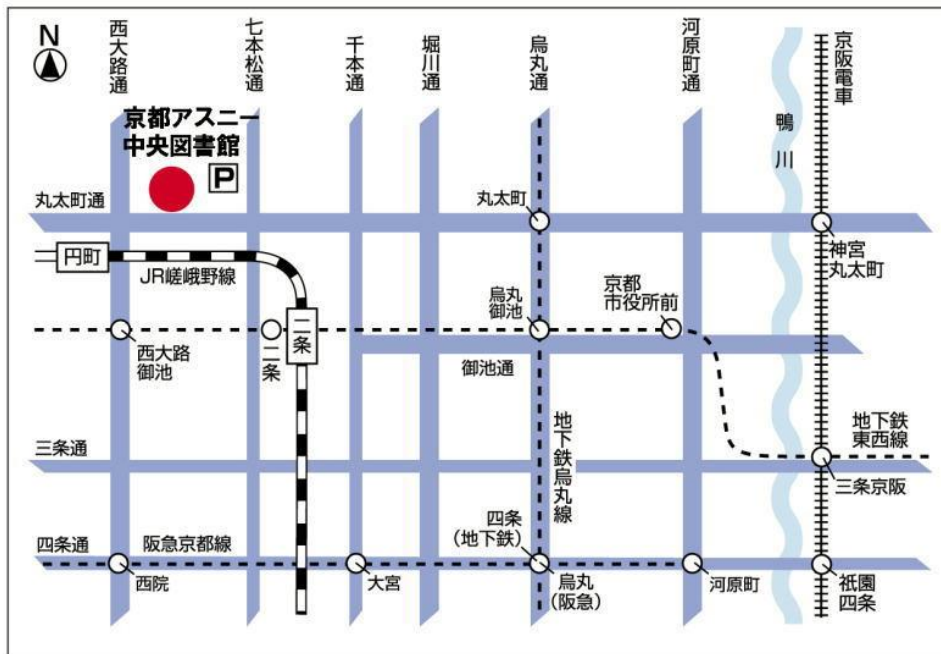 N
西大路通
七本松通
千本通
堀川通
烏丸通
河原町通
鴨川
京阪電車
京都アスニー
中央図書館
P
丸太町通
丸太町
神宮
丸太町
円町
JR嵯峨野線
烏丸
御池
京都
市役所前
西大路
御池
二条
二条
御池通
地下鉄烏丸線
地下鉄
東西線
三条通
三条京阪
四条通
阪急京都線
四条
(地下鉄)
西院
大宮
烏丸
(阪急)
河原町
祇園
四条